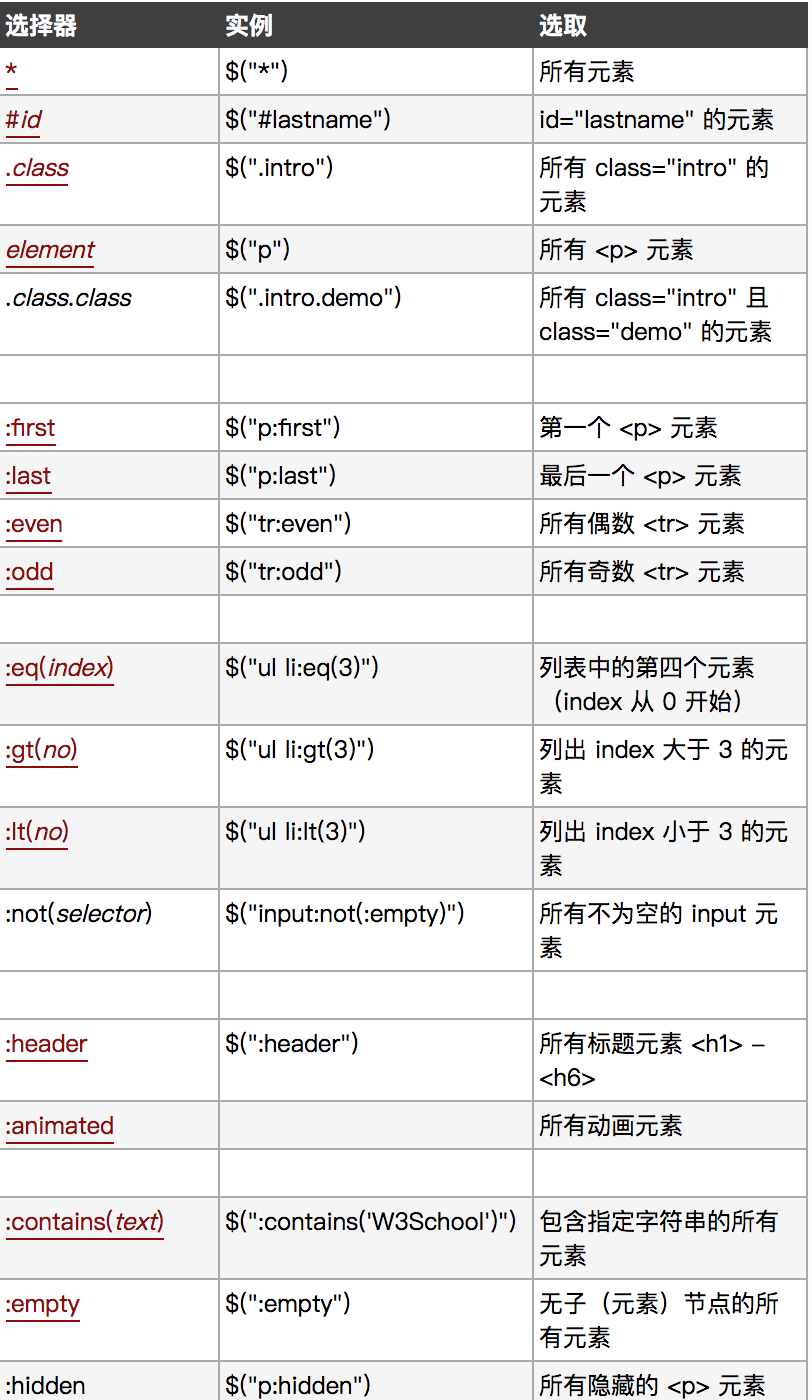 选择器 实例 选取
* $("*") 所有元素
#id $("#lastname") id="lastname" 的元素
.class $(".intro") 所有 class="intro" 的
元素
element $("p") 所有 <p> 元素
.class.class $(".intro.demo") 所有 class="intro" 且
class="demo" 的元素
:first $("p:first") 第一个 <p> 元素
:last $("p:last") 最后一个 <p> 元素
:even $("tr:even") 所有偶数 <tr> 元素
:odd $("tr:odd") 所有奇数 <tr> 元素
:eq(index) $("ul li:eq(3)") 列表中的第四个元素
（index 从 0 开始）
:gt(no) $("ul li:gt(3)") 列出 index 大于 3 的元
素
:lt(no) $("ul li:lt(3)") 列出 index 小于 3 的元
素
:not(selector) $("input:not(:empty)") 所有不为空的 input 元
素
:header $(":header") 所有标题元素 <h1> –
<h6>
:animated 所有动画元素
:contains(text) $(":contains('W3School')") 包含指定字符串的所有
元素
:empty $(":empty") 无子（元素）节点的所
有元素
:hidden $("p:hidden") 所有隐藏的 <p> 元素